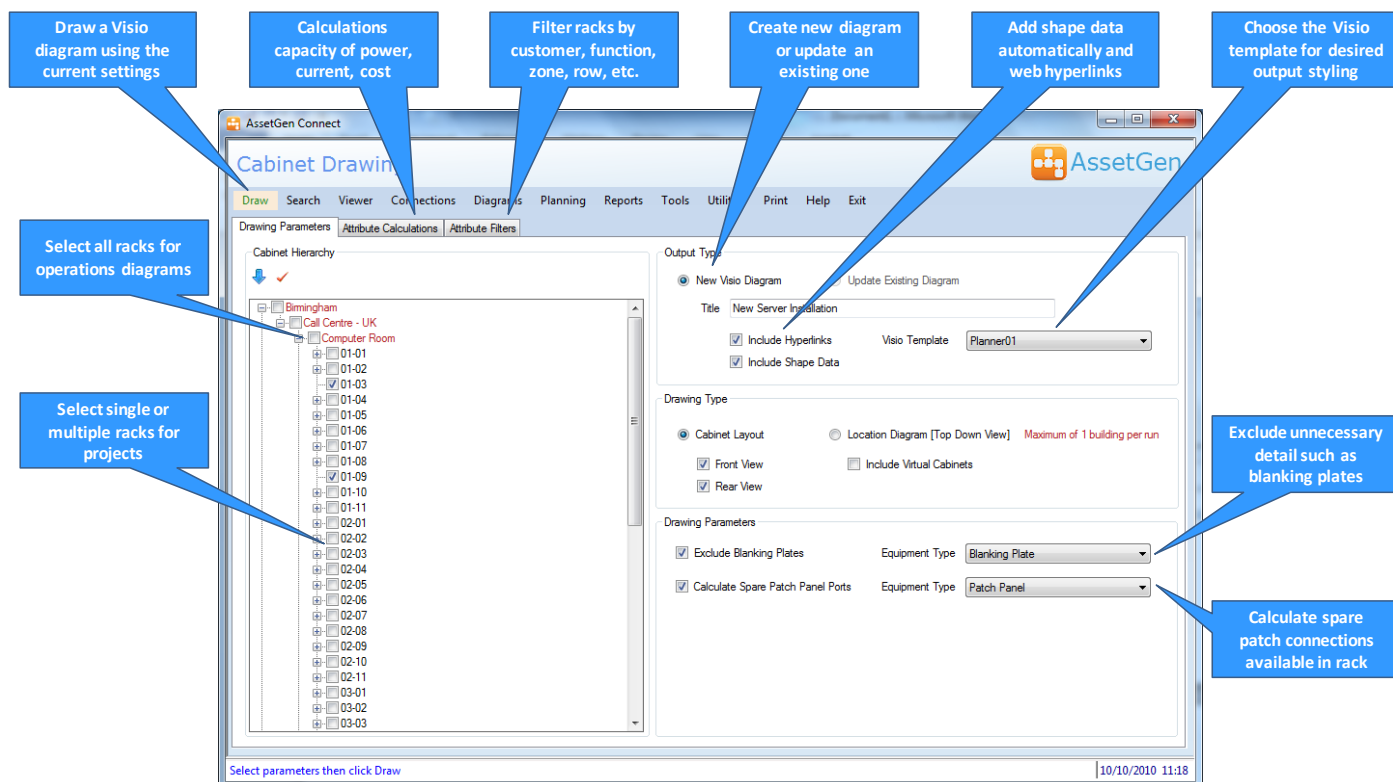 Draw a Visio
diagram using the
current settings
Calculations
capacity of power,
current, cost
Filter racks by
customer, function,
zone, row, etc.
Create new diagram
or update an
existing one
Add shape data
automatically and
web hyperlinks
Choose the Visio
template for desired
output styling
AssetGen Connect
Cabinet Drawing
AssetGen
Draw Search Viewer Connections Diagrams Planning Reports Tools Utilities Print Help Exit
Drawing Parameters Attribute Calculations Attribute Filters
Select all racks for
operations diagrams
Select single or
multiple racks for
projects
Cabinet Hierarchy
Birmingham
Call Centre - UK
Computer Room
01-01
01-02
01-03
01-04
01-05
01-06
01-07
01-08
01-09
01-10
01-11
02-01
02-02
02-03
02-04
02-05
02-06
02-07
02-08
02-09
02-10
02-11
03-01
03-02
03-03
Output Type
New Visio Diagram Update Existing Diagram
Title New Server Installation
Include Hyperlinks Visio Template Planner01
Include Shape Data
Drawing Type
Cabinet Layout Location Diagram [Top Down View] Maximum of 1 building per run
Front View Include Virtual Cabinets
Rear View
Drawing Parameters
Exclude Blanking Plates Equipment Type Blanking Plate
Calculate Spare Patch Panel Ports Equipment Type Patch Panel
Exclude unnecessary
detail such as
blanking plates
Calculate spare
patch connections
available in rack
Select parameters then click Draw 10/10/2010 11:18